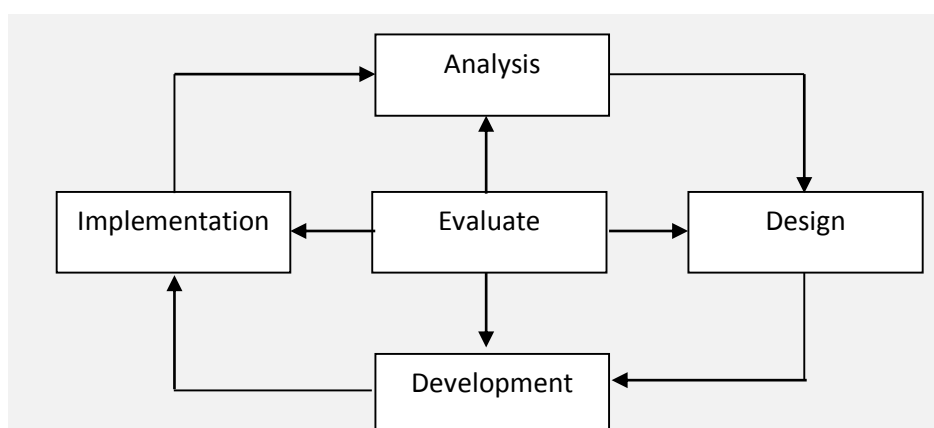 Analysis
Implementation
Evaluate
Design
Development